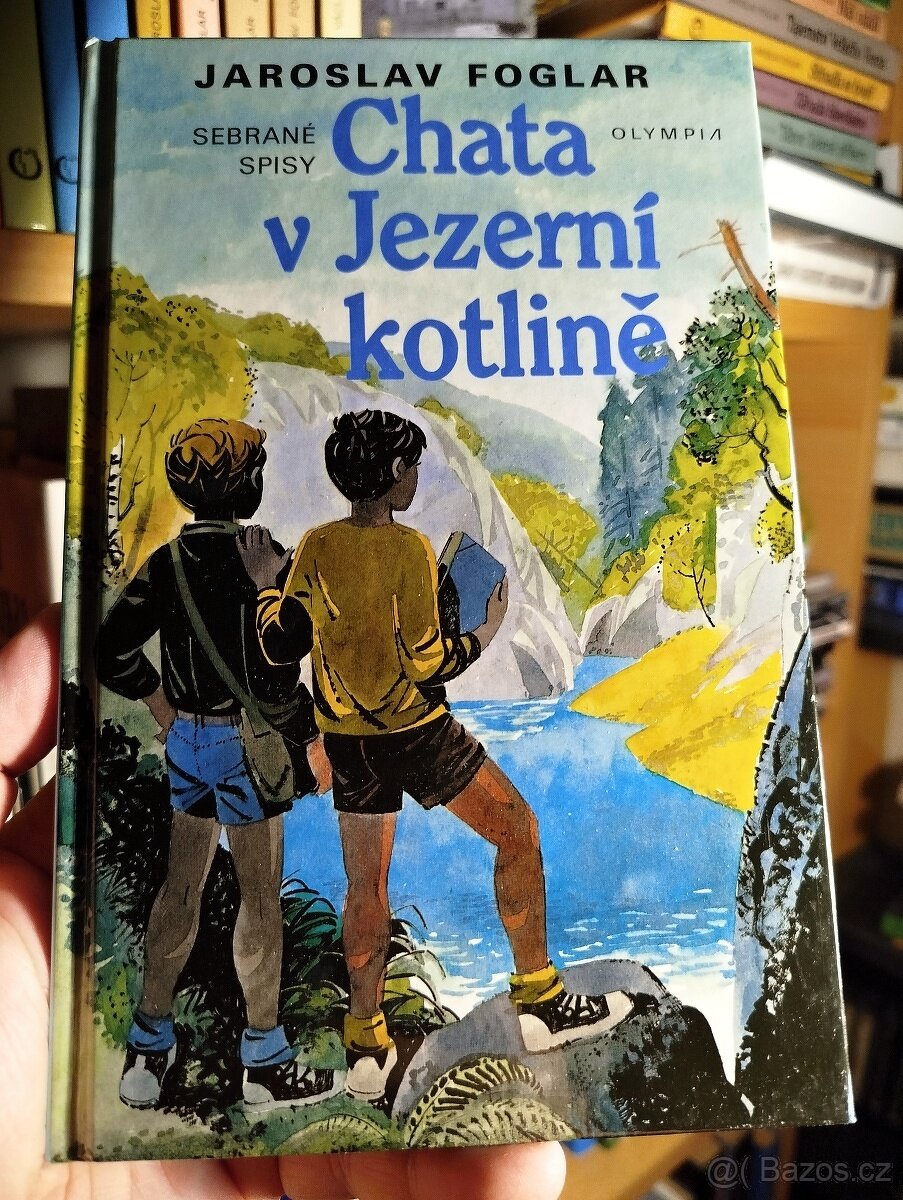 JAROSLAV FOGLAR
SEBRANÉ
SPISY
Chata
v Jezerní
kotlině
OLYMPIA
@( Bazos.cz